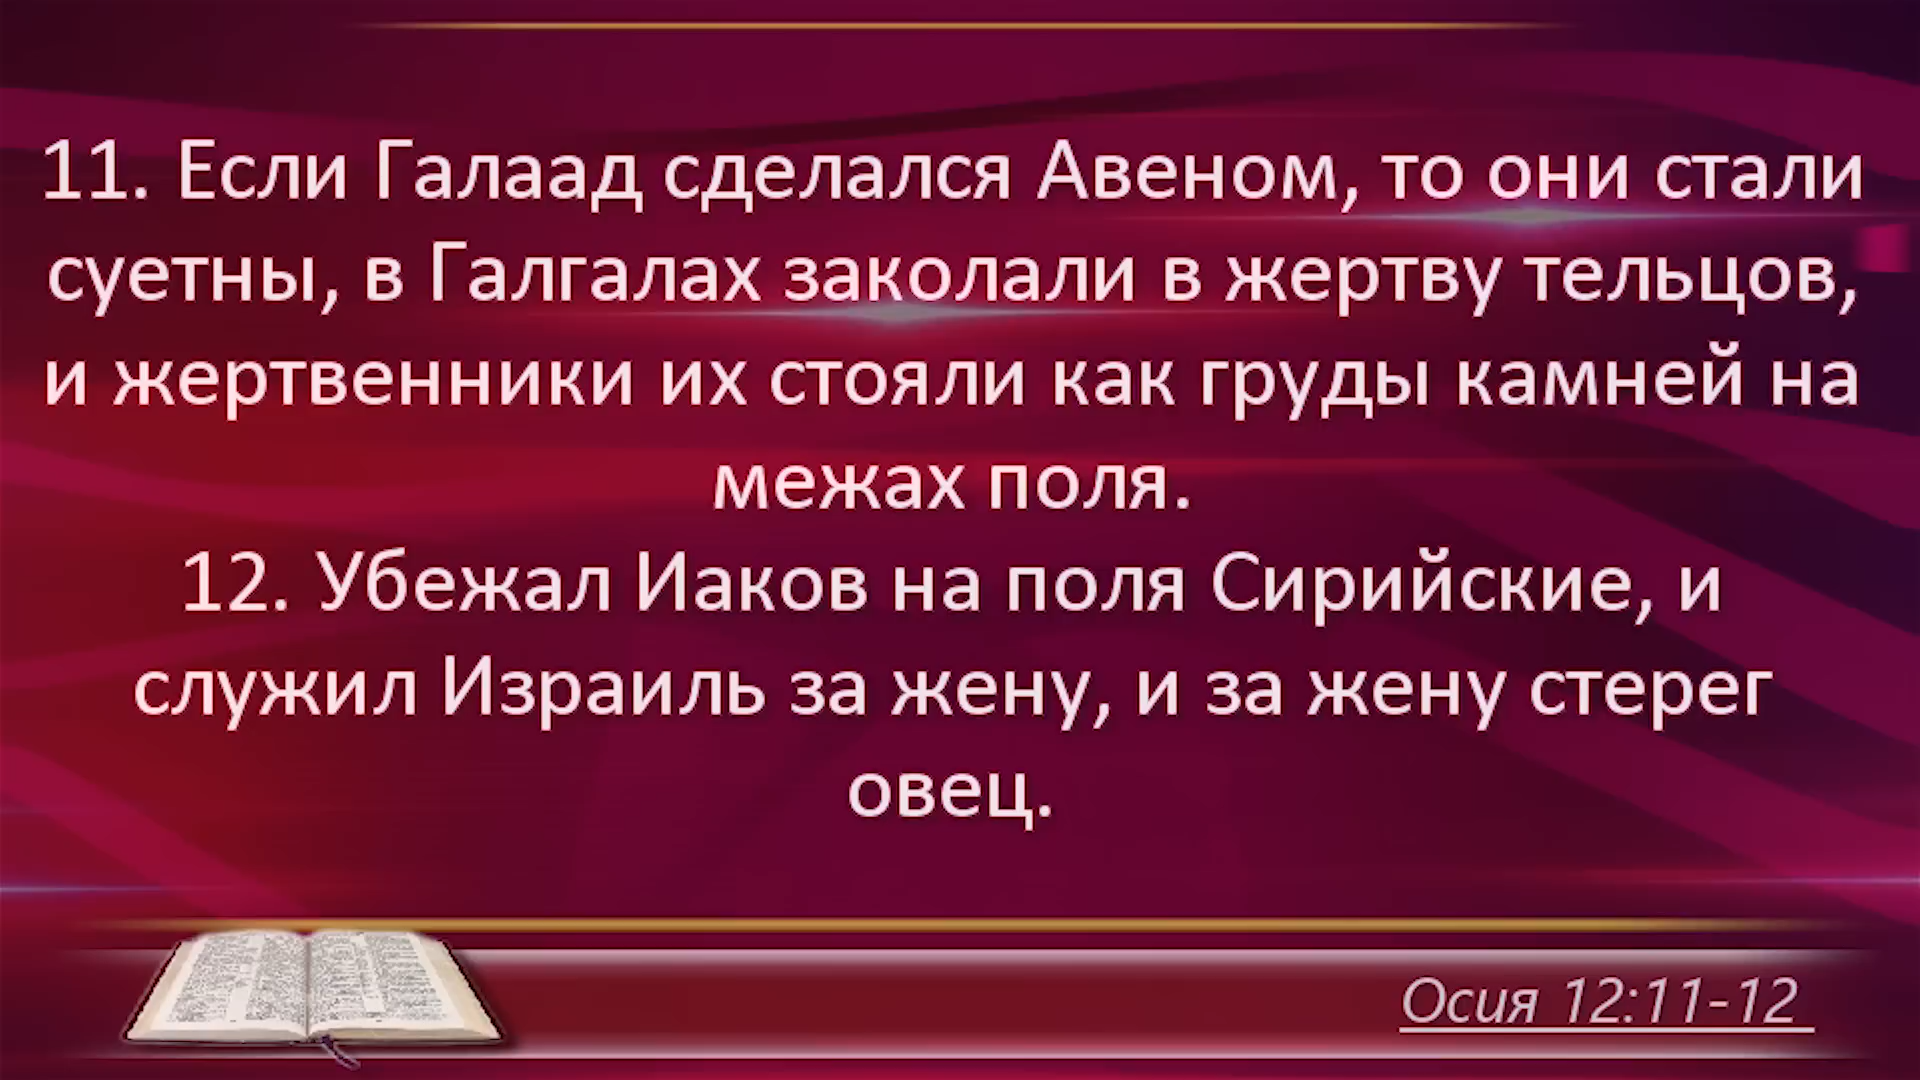 11. Если Галаад сделался Авеном, то они стали
суетны, в Галгалах заколали в жертву тельцов,
и жертвенники их стояли как груды камней на
межах поля.
12. Убежал Иаков на поля Сирийские, и
служил Израиль за жену, и за жену стерег
овец.
Осия 12:11-12